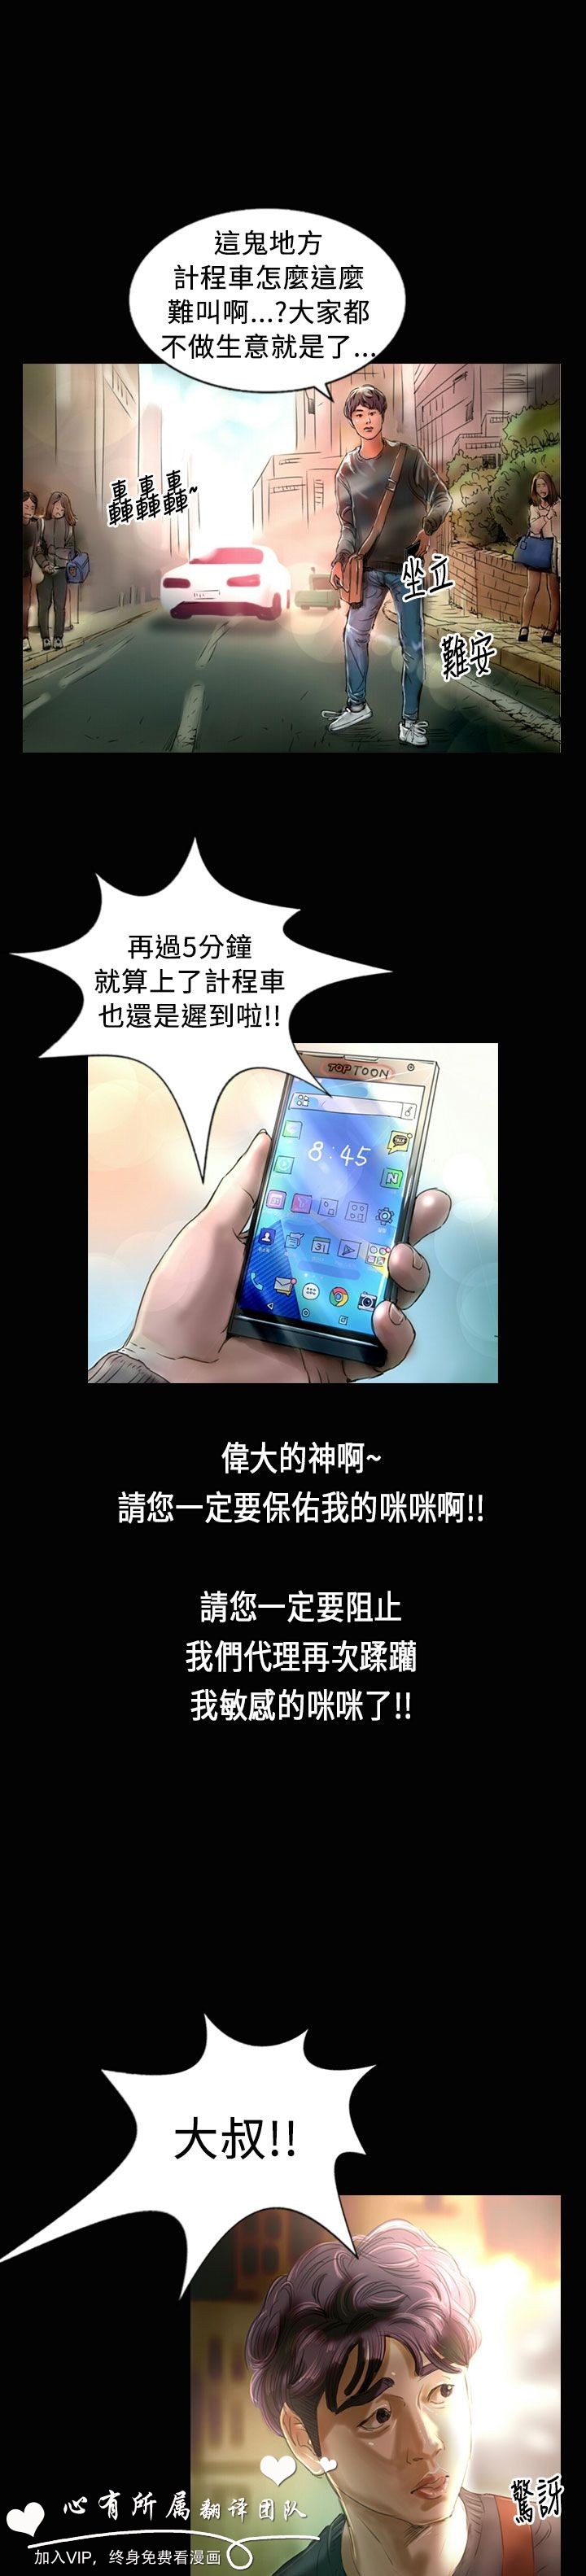 這鬼地方
計程車怎麼這麼
難叫啊...?大家都
不做生意就是了...
轟轟轟~
坐立
難安
再過5分鐘
就算上了計程車
也還是遲到啦!!
TOPTOON
8:45
31
N
偉大的神啊~
請您一定要保佑我的咪咪啊!!
請您一定要阻止
我們代理再次蹂躪
我敏感的咪咪了!!
大叔!!
驚訝
心有所属翻译团队
加入VIP，终身免费看漫画